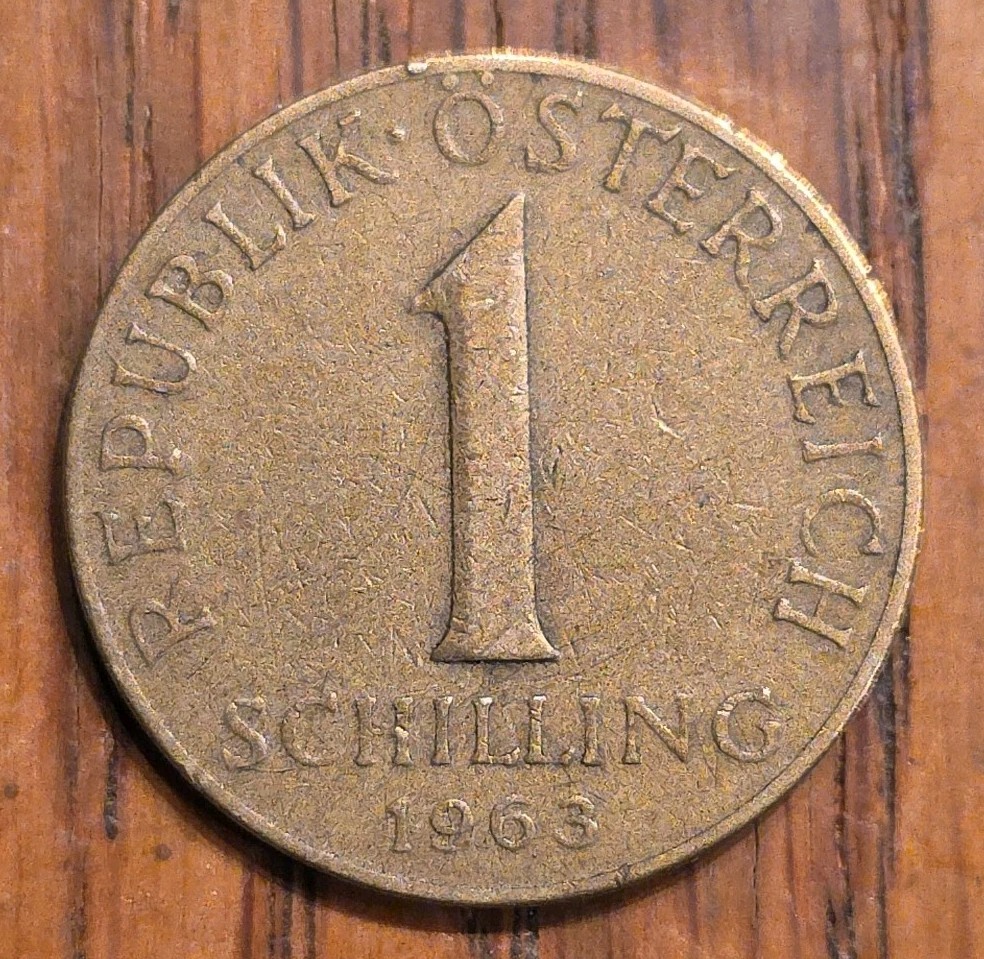 REPUBLIK · ÖSTERREICH
1
SCHILLING
1963